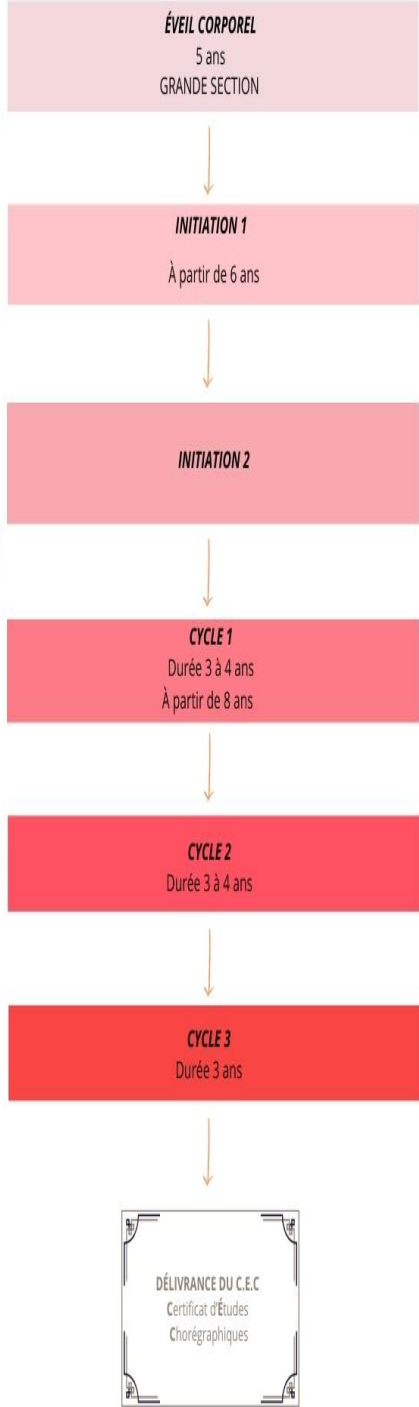 ÉVEIL CORPOREL
5 ans
GRANDE SECTION
INITIATION 1
À partir de 6 ans
INITIATION 2
CYCLE 1
Durée 3 à 4 ans
À partir de 8 ans
CYCLE 2
Durée 3 à 4 ans
CYCLE 3
Durée 3 ans
DÉLIVRANCE DU C.E.C
Certificat d'Études
Chorégraphiques